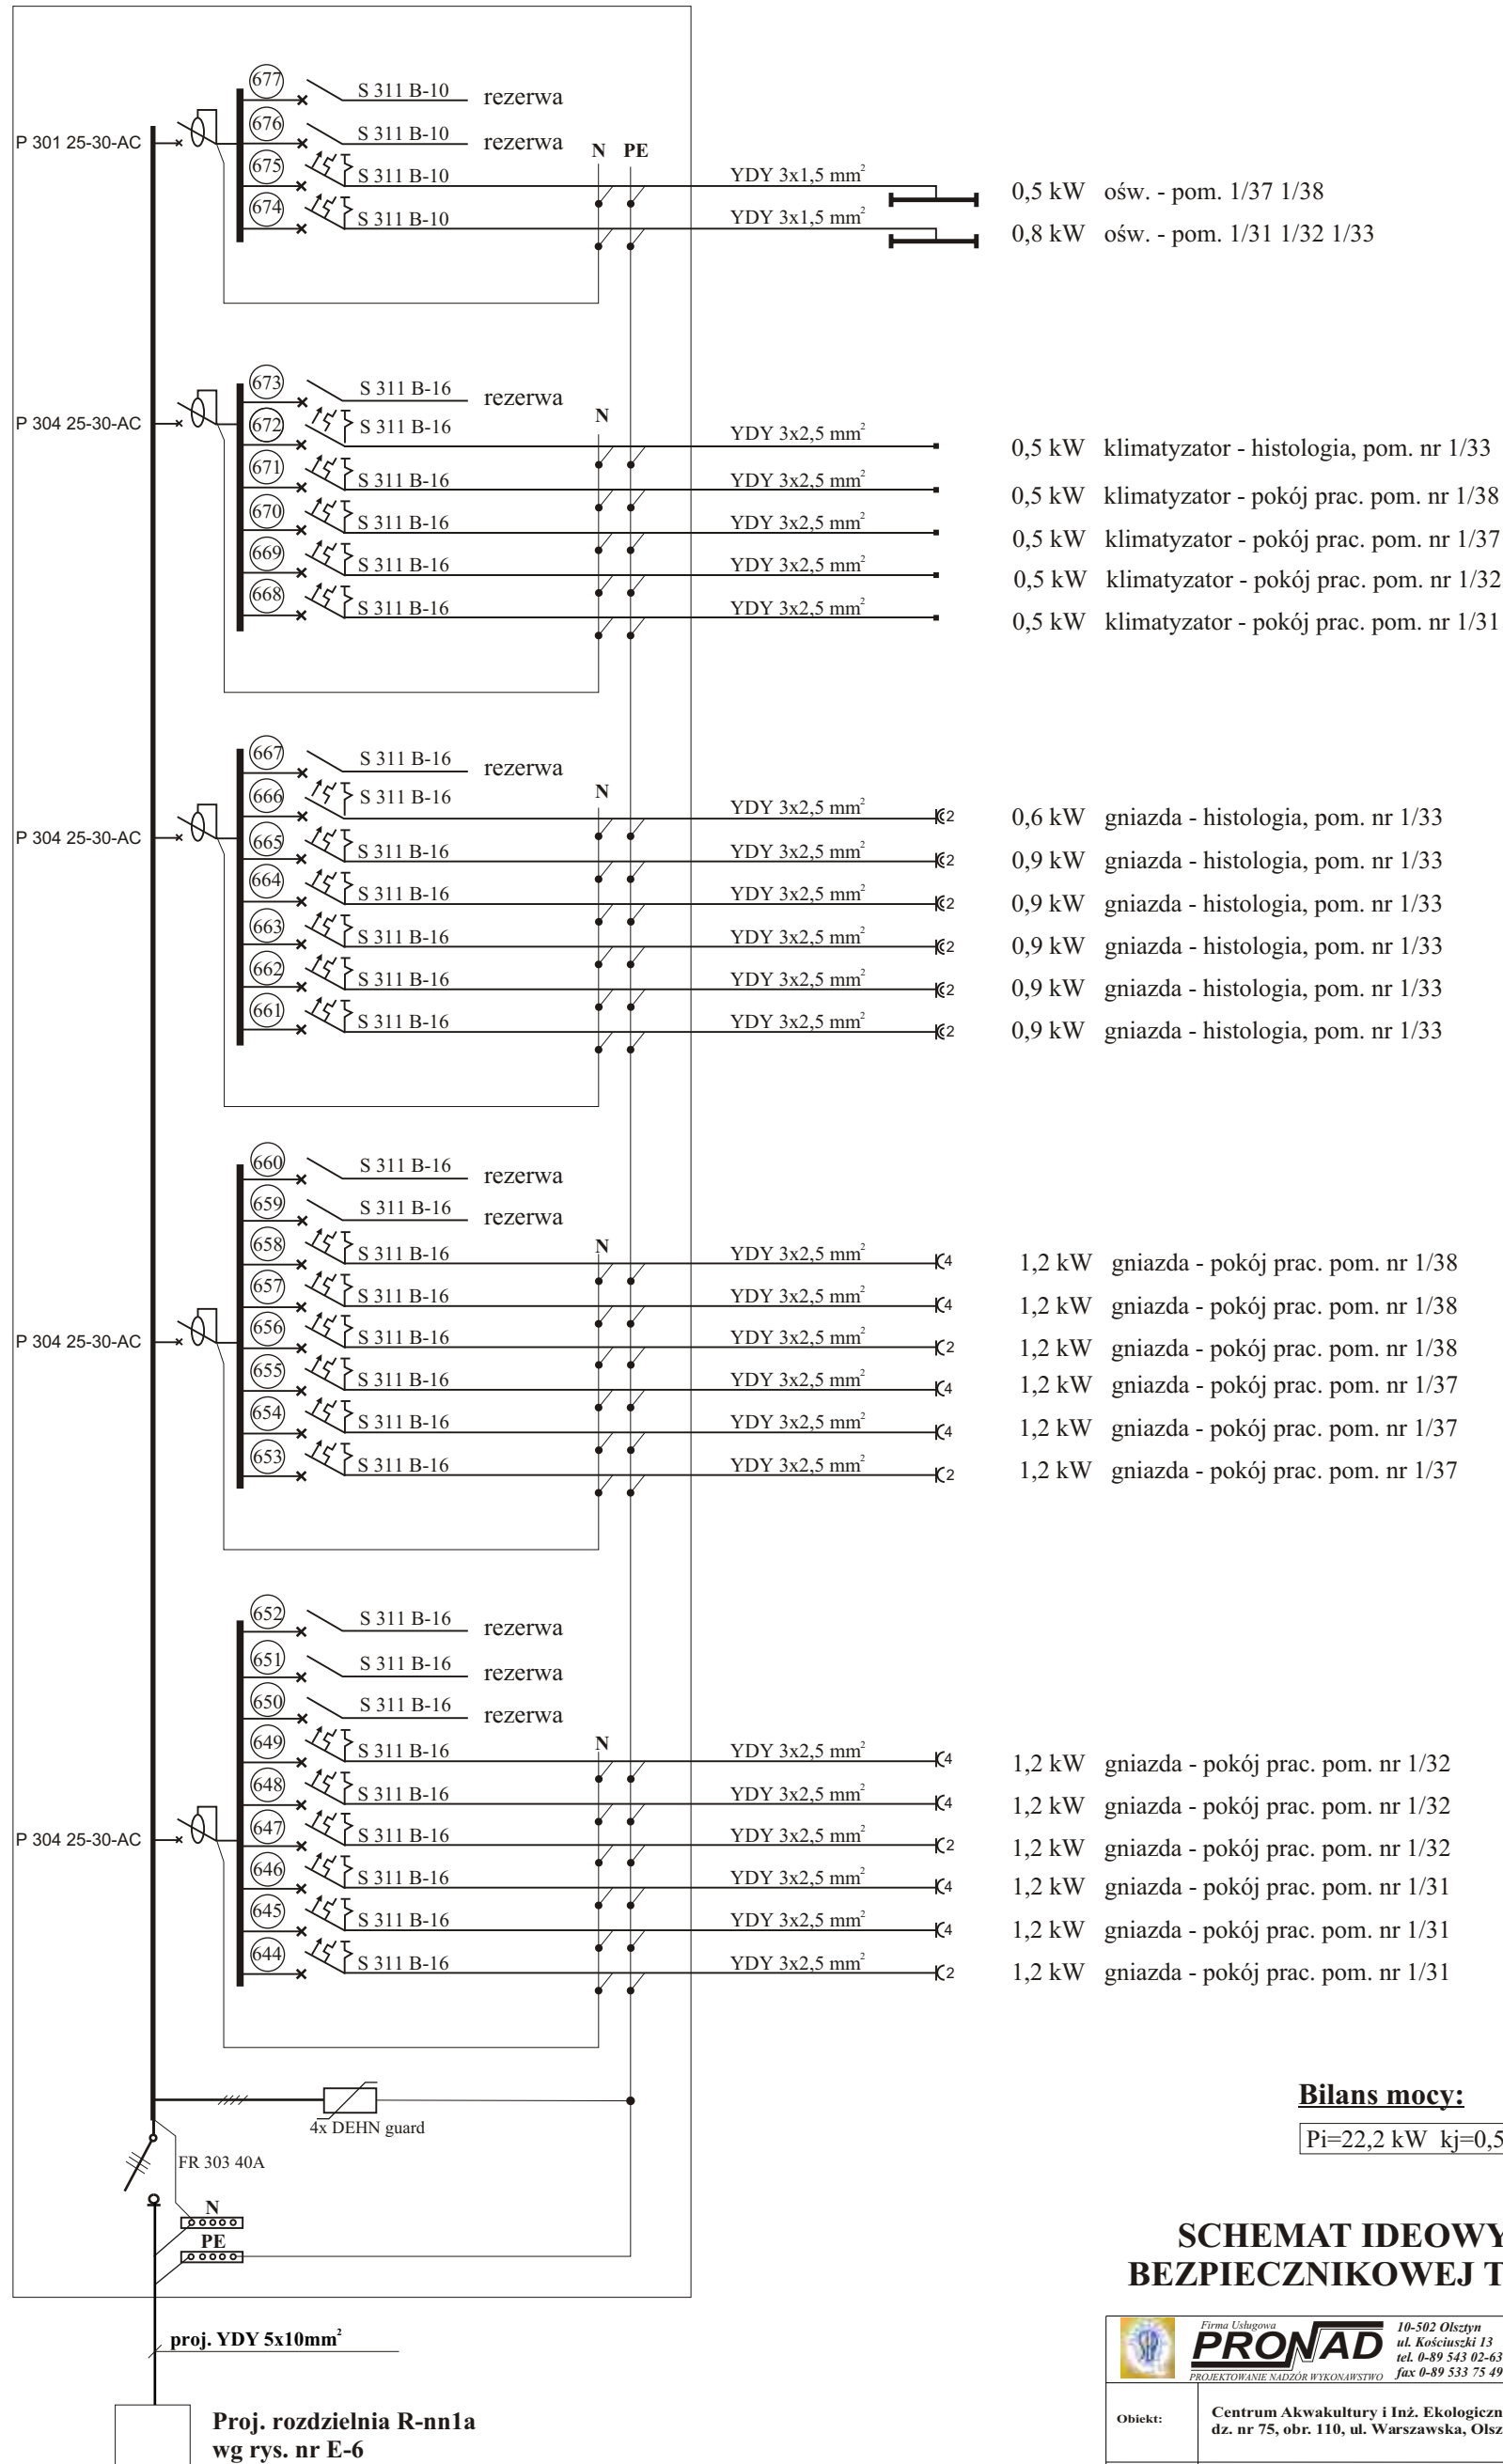 677 S 311 B-10 rezerwa
P 301 25-30-AC
676 S 311 B-10 rezerwa
N PE
675 S 311 B-10 YDY 3x1,5 mm² 0,5 kW ośw. - pom. 1/37 1/38
674 S 311 B-10 YDY 3x1,5 mm² 0,8 kW ośw. - pom. 1/31 1/32 1/33
673 S 311 B-16 rezerwa
P 304 25-30-AC
N
672 S 311 B-16 YDY 3x2,5 mm² 0,5 kW klimatyzator - histologia, pom. nr 1/33
671 S 311 B-16 YDY 3x2,5 mm² 0,5 kW klimatyzator - pokój prac. pom. nr 1/38
670 S 311 B-16 YDY 3x2,5 mm² 0,5 kW klimatyzator - pokój prac. pom. nr 1/37
669 S 311 B-16 YDY 3x2,5 mm² 0,5 kW klimatyzator - pokój prac. pom. nr 1/32
668 S 311 B-16 YDY 3x2,5 mm² 0,5 kW klimatyzator - pokój prac. pom. nr 1/31
667 S 311 B-16 rezerwa
N
666 S 311 B-16 YDY 3x2,5 mm² 2 0,6 kW gniazda - histologia, pom. nr 1/33
P 304 25-30-AC
665 S 311 B-16 YDY 3x2,5 mm² 2 0,9 kW gniazda - histologia, pom. nr 1/33
664 S 311 B-16 YDY 3x2,5 mm² 2 0,9 kW gniazda - histologia, pom. nr 1/33
663 S 311 B-16 YDY 3x2,5 mm² 2 0,9 kW gniazda - histologia, pom. nr 1/33
662 S 311 B-16 YDY 3x2,5 mm² 2 0,9 kW gniazda - histologia, pom. nr 1/33
661 S 311 B-16 YDY 3x2,5 mm² 2 0,9 kW gniazda - histologia, pom. nr 1/33
660 S 311 B-16 rezerwa
659 S 311 B-16 rezerwa
N
658 S 311 B-16 YDY 3x2,5 mm² 4 1,2 kW gniazda - pokój prac. pom. nr 1/38
657 S 311 B-16 YDY 3x2,5 mm² 4 1,2 kW gniazda - pokój prac. pom. nr 1/38
P 304 25-30-AC
656 S 311 B-16 YDY 3x2,5 mm² 2 1,2 kW gniazda - pokój prac. pom. nr 1/38
655 S 311 B-16 YDY 3x2,5 mm² 4 1,2 kW gniazda - pokój prac. pom. nr 1/37
654 S 311 B-16 YDY 3x2,5 mm² 4 1,2 kW gniazda - pokój prac. pom. nr 1/37
653 S 311 B-16 YDY 3x2,5 mm² 2 1,2 kW gniazda - pokój prac. pom. nr 1/37
652 S 311 B-16 rezerwa
651 S 311 B-16 rezerwa
650 S 311 B-16 rezerwa
N
649 S 311 B-16 YDY 3x2,5 mm² 4 1,2 kW gniazda - pokój prac. pom. nr 1/32
648 S 311 B-16 YDY 3x2,5 mm² 4 1,2 kW gniazda - pokój prac. pom. nr 1/32
P 304 25-30-AC
647 S 311 B-16 YDY 3x2,5 mm² 2 1,2 kW gniazda - pokój prac. pom. nr 1/32
646 S 311 B-16 YDY 3x2,5 mm² 4 1,2 kW gniazda - pokój prac. pom. nr 1/31
645 S 311 B-16 YDY 3x2,5 mm² 4 1,2 kW gniazda - pokój prac. pom. nr 1/31
644 S 311 B-16 YDY 3x2,5 mm² 2 1,2 kW gniazda - pokój prac. pom. nr 1/31
4x DEHN guard
FR 303 40A
N
PE
proj. YDY 5x10mm²
Proj. rozdzielnia R-nn1a
wg rys. nr E-6
Bilans mocy:
Pi=22,2 kW kj=0,5
SCHEMAT IDEOWY
BEZPIECZNIKOWEJ T
Firma Usługowa
PRONAD
PROJEKTOWANIE NADZÓR WYKONAWSTWO
10-502 Olsztyn
ul. Kościuszki 13
tel. 0-89 543 02-63
fax 0-89 533 75 49
Obiekt:
Centrum Akwakultury i Inż. Ekologiczn
dz. nr 75, obr. 110, ul. Warszawska, Olsz